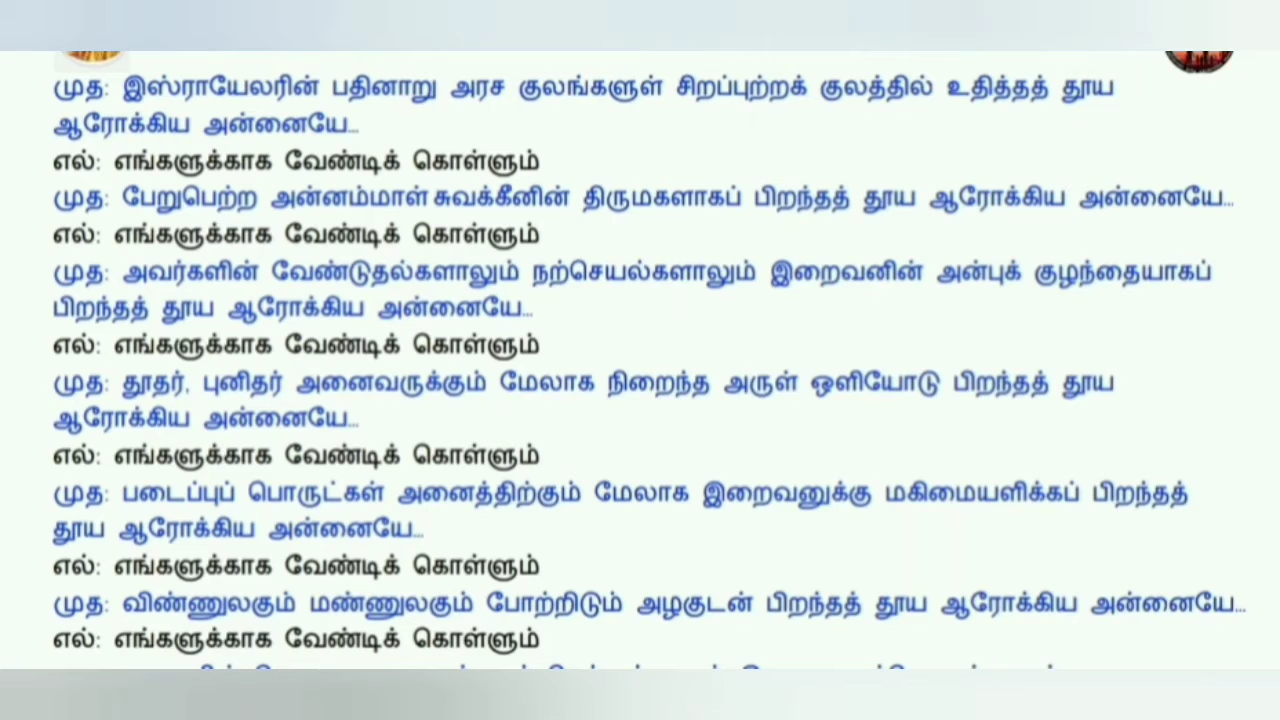 முத: இஸ்ராயேலரின் பதினாறு அரச குலங்களுள் சிறப்புற்றக் குலத்தில் உதித்தத் தூய
ஆரோக்கிய அன்னையே...
எல்: எங்களுக்காக வேண்டிக் கொள்ளும்
முத: பேறுபெற்ற அன்னம்மாள் சுவக்கீனின் திருமகளாகப் பிறந்தத் தூய ஆரோக்கிய அன்னையே...
எல்: எங்களுக்காக வேண்டிக் கொள்ளும்
முத: அவர்களின் வேண்டுதல்களாலும் நற்செயல்களாலும் இறைவனின் அன்புக் குழந்தையாகப்
பிறந்தத் தூய ஆரோக்கிய அன்னையே...
எல்: எங்களுக்காக வேண்டிக் கொள்ளும்
முத: தூதர், புனிதர் அனைவருக்கும் மேலாக நிறைந்த அருள் ஒளியோடு பிறந்தத் தூய
ஆரோக்கிய அன்னையே...
எல்: எங்களுக்காக வேண்டிக் கொள்ளும்
முத: படைப்புப் பொருட்கள் அனைத்திற்கும் மேலாக இறைவனுக்கு மகிமையளிக்கப் பிறந்தத்
தூய ஆரோக்கிய அன்னையே...
எல்: எங்களுக்காக வேண்டிக் கொள்ளும்
முத: விண்ணுலகும் மண்ணுலகும் போற்றிடும் அழகுடன் பிறந்தத் தூய ஆரோக்கிய அன்னையே...
எல்: எங்களுக்காக வேண்டிக் கொள்ளும்